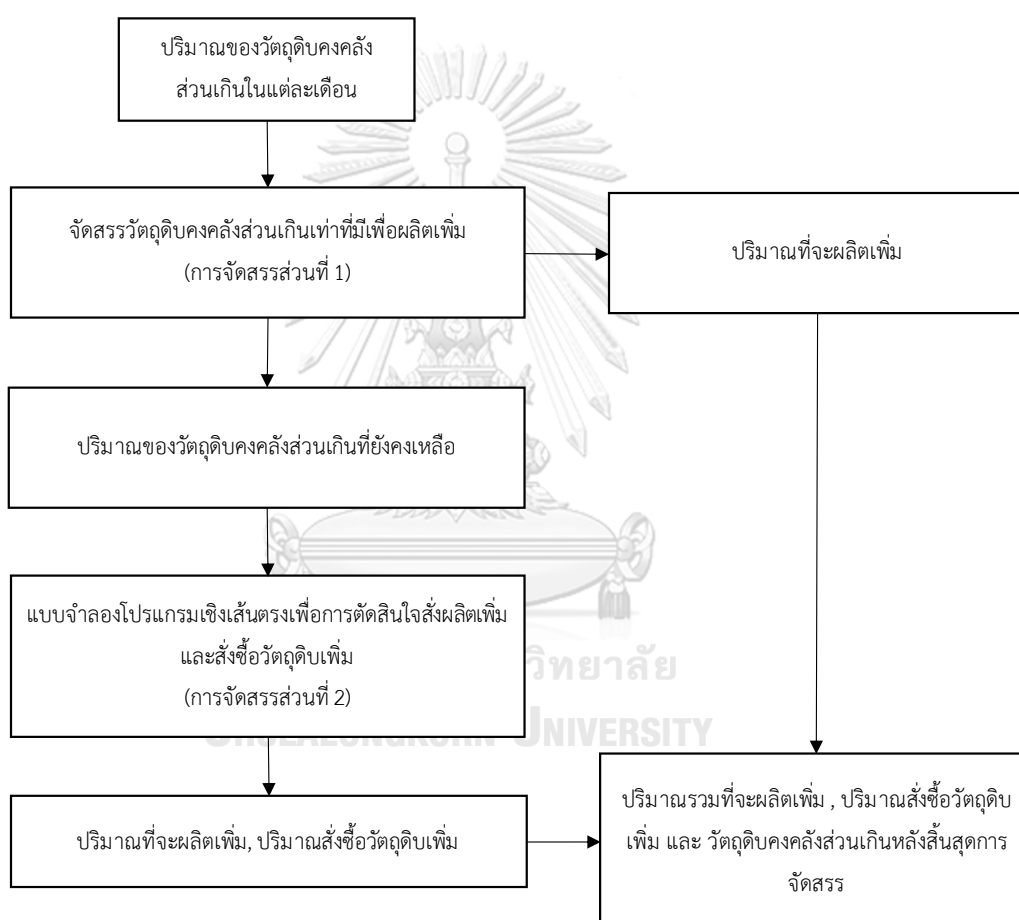 ปริมาณของวัตถุดิบคงคลัง
ส่วนเกินในแต่ละเดือน
จัดสรรวัตถุดิบคงคลังส่วนเกินเท่าที่มีเพื่อผลิตเพิ่ม
(การจัดสรรส่วนที่ 1)
ปริมาณที่จะผลิตเพิ่ม
ปริมาณของวัตถุดิบคงคลังส่วนเกินที่ยังคงเหลือ
แบบจำลองโปรแกรมเชิงเส้นตรงเพื่อการตัดสินใจสั่งผลิตเพิ่ม
และสั่งซื้อวัตถุดิบเพิ่ม
(การจัดสรรส่วนที่ 2)
วิทยาลัย
UNIVERSITY
ปริมาณที่จะผลิตเพิ่ม, ปริมาณสั่งซื้อวัตถุดิบเพิ่ม
ปริมาณรวมที่จะผลิตเพิ่ม , ปริมาณสั่งซื้อวัตถุดิบ
เพิ่ม และ วัตถุดิบคงคลังส่วนเกินหลังสิ้นสุดการ
จัดสรร